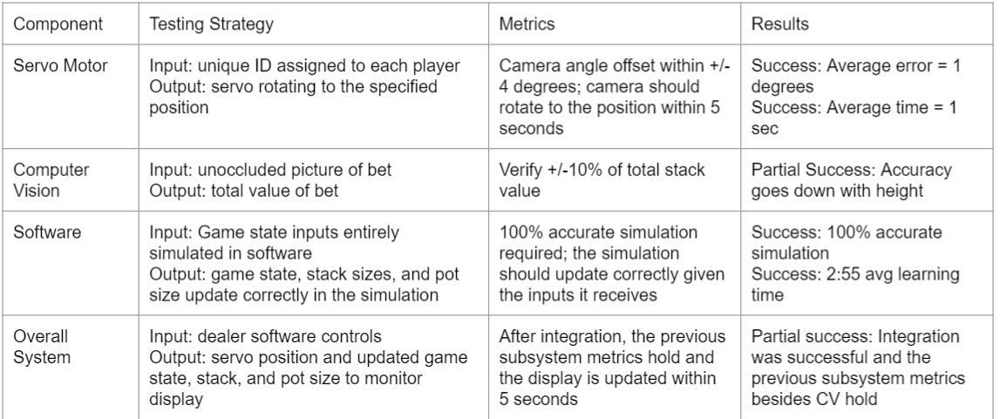 Component
Testing Strategy
Metrics
Results
Servo Motor
Input: unique ID assigned to each player
Output: servo rotating to the specified
position
Camera angle offset within +/-
4 degrees; camera should
rotate to the position within 5
seconds
Success: Average error = 1
degrees
Success: Average time = 1
sec
Computer
Vision
Input: unoccluded picture of bet
Output: total value of bet
Verify +/-10% of total stack
value
Partial Success: Accuracy
goes down with height
Software
Input: Game state inputs entirely
simulated in software
Output: game state, stack sizes, and pot
size update correctly in the simulation
100% accurate simulation
required; the simulation
should update correctly given
the inputs it receives
Success: 100% accurate
simulation
Success: 2:55 avg learning
time
Overall
System
Input: dealer software controls
Output: servo position and updated game
state, stack, and pot size to monitor
display
After integration, the previous
subsystem metrics hold and
the display is updated within
5 seconds
Partial success: Integration
was successful and the
previous subsystem metrics
besides CV hold